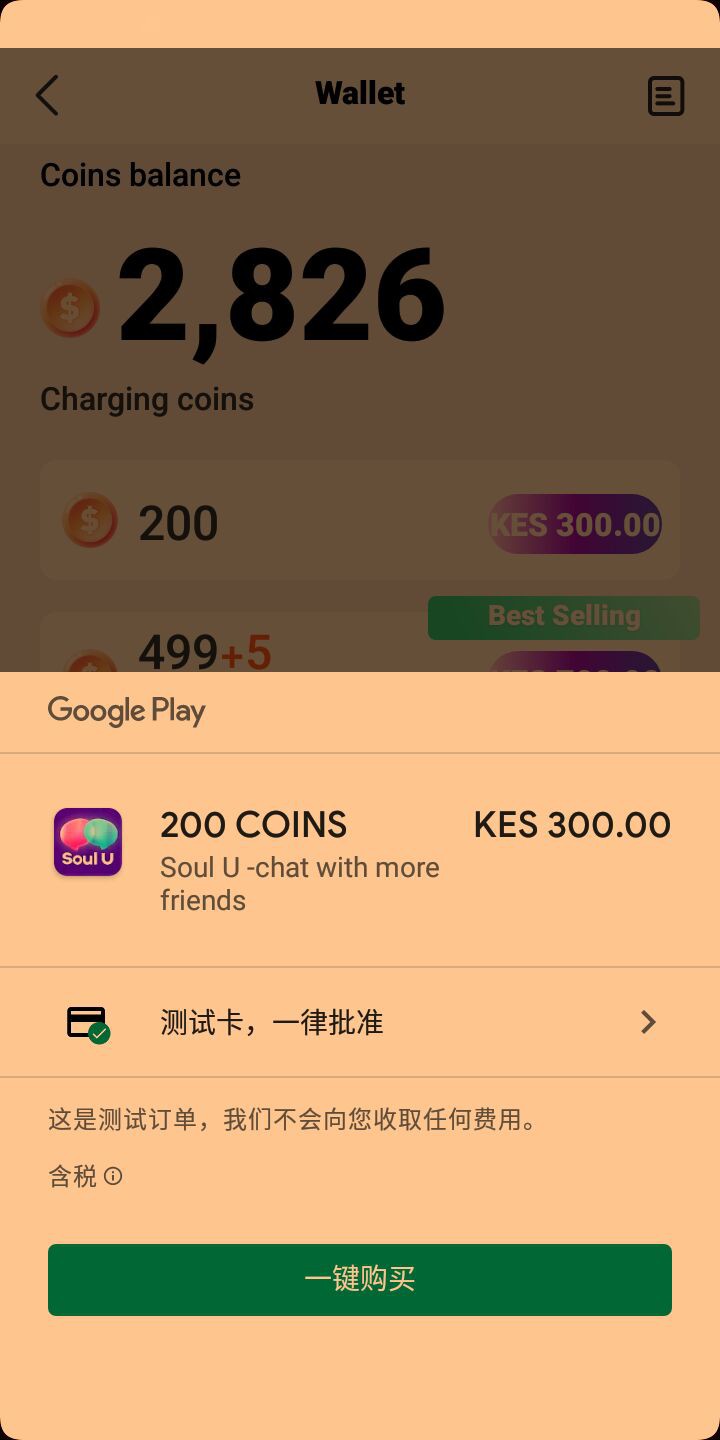 Wallet
Coins balance
$ 2,826
Charging coins
$ 200 KES 300.00
Best Selling
499+5
Google Play
200 COINS KES 300.00
Soul U -chat with more
friends
Soul U
测试卡，一律批准
这是测试订单，我们不会向您收取任何费用。
含税
一键购买